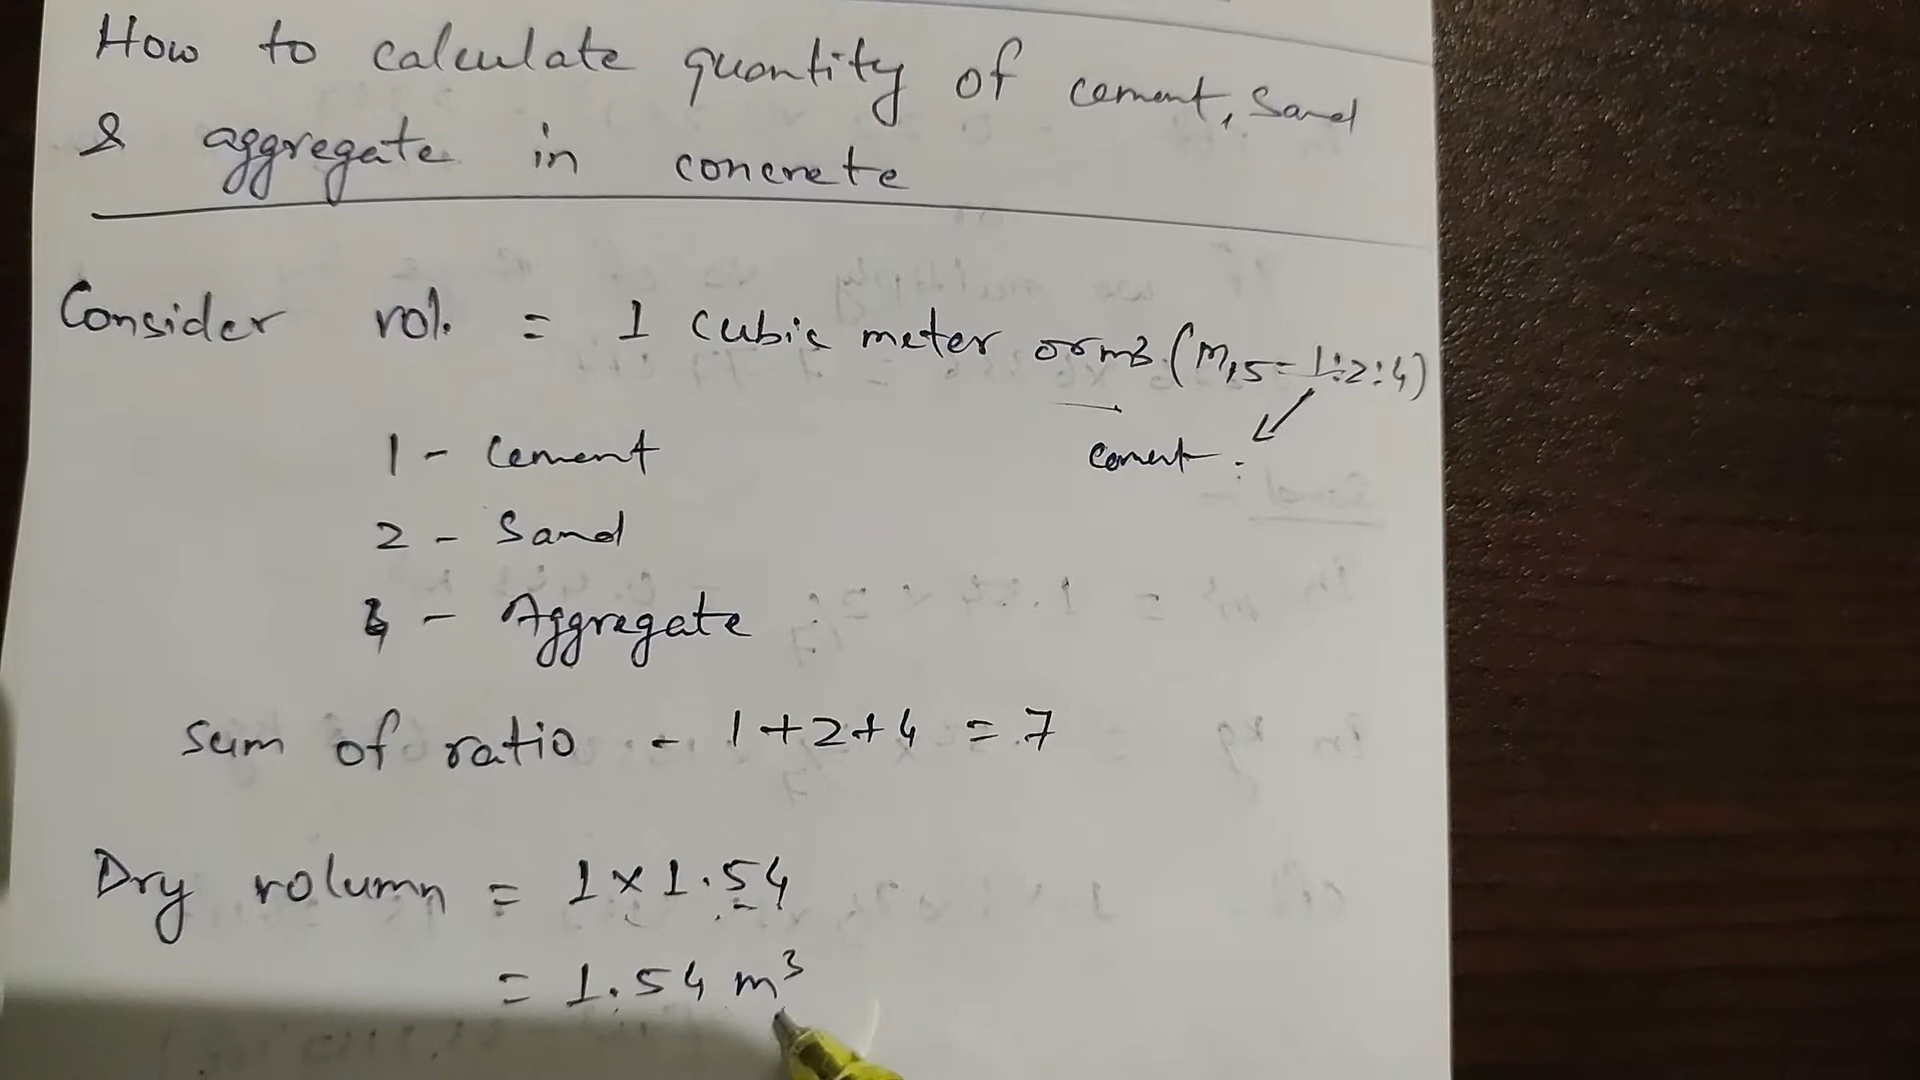 How to calculate quantity of cement, Sand
& aggregate in concrete
Consider vol. = 1 cubic meter or m3 (M15 = 1:2:4)
cement.
1 - Cement
2 - Sand
4 - Aggregate
Sum of ratio - 1+2+4 = 7
Dry volumn = 1 x 1.54
= 1.54 m³